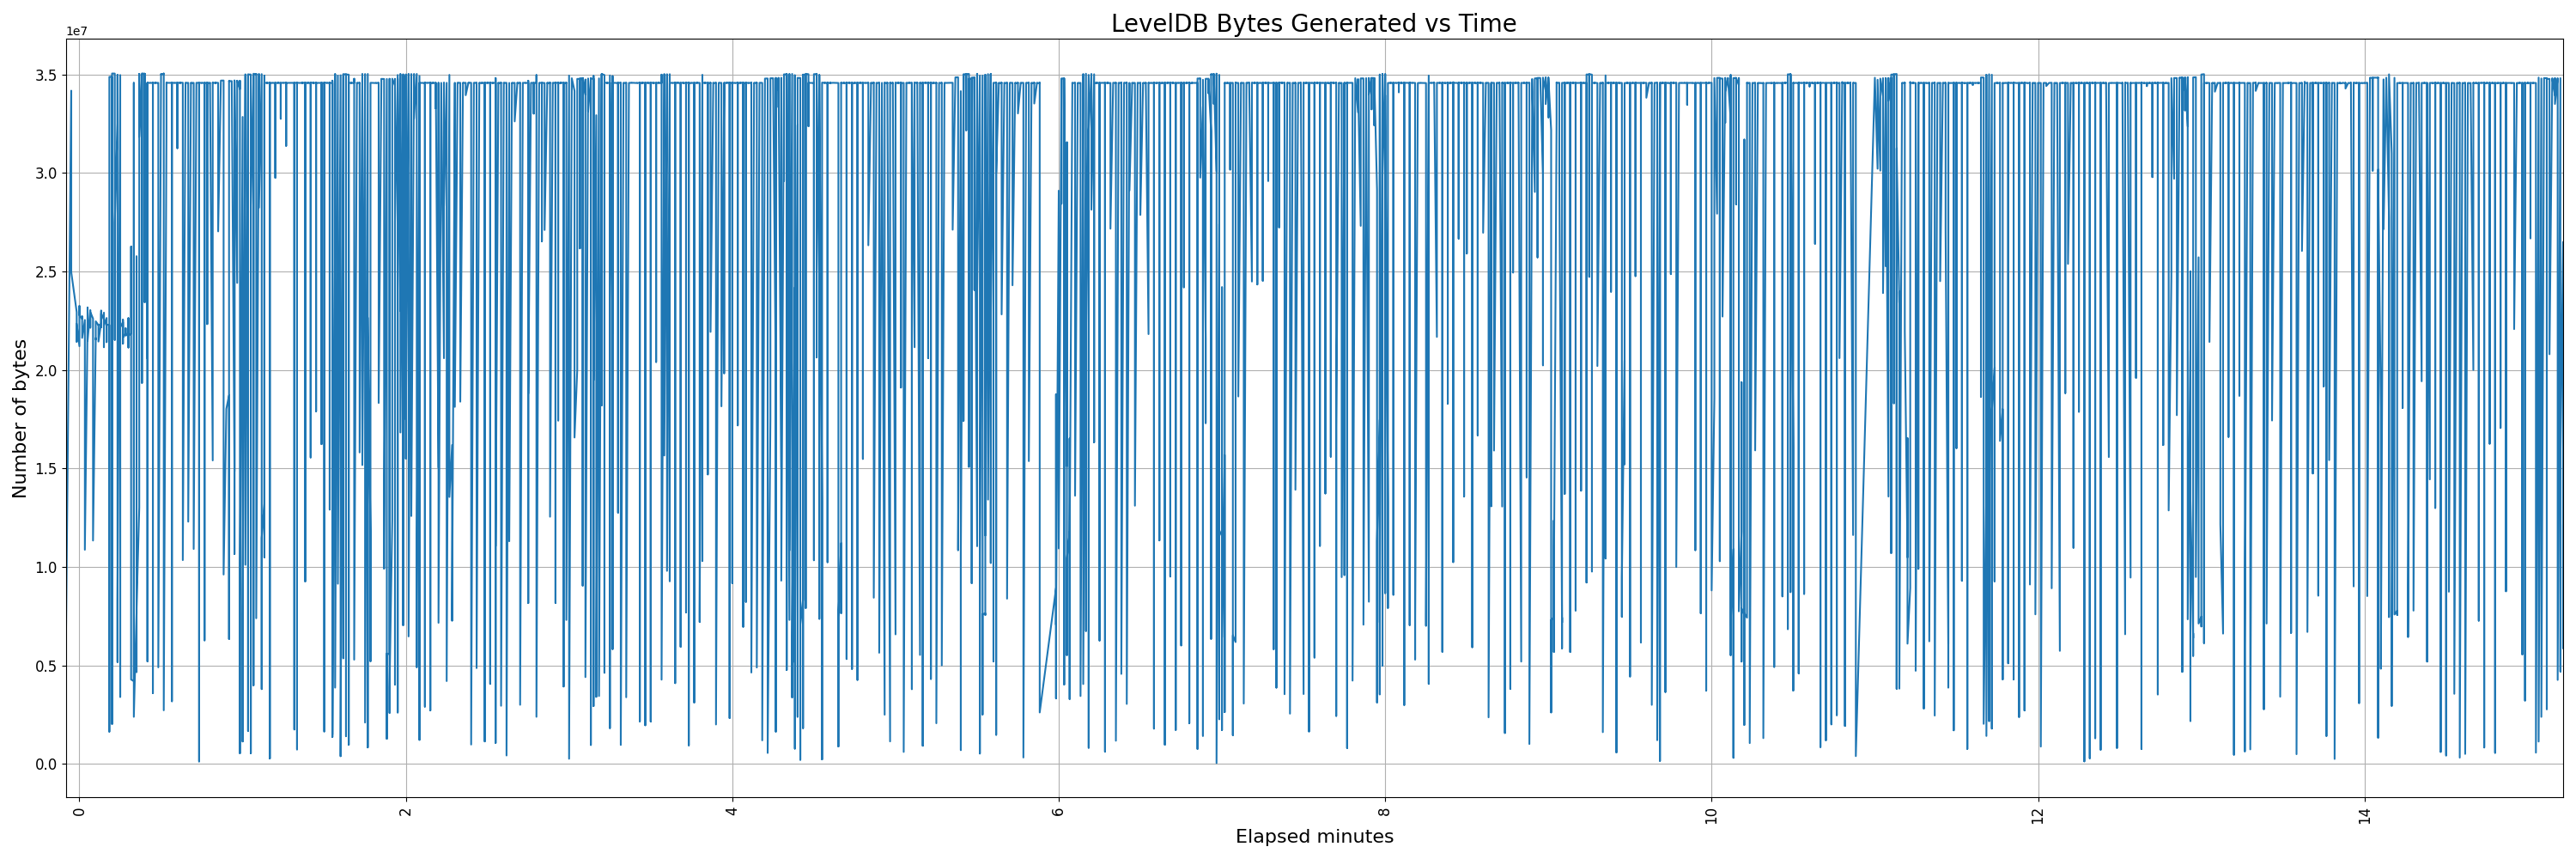 LevelDB Bytes Generated vs Time
1e7
3.5
3.0
2.5
2.0
1.5
1.0
0.5
0.0
Number of bytes
0 2 4 6 8 10 12 14
Elapsed minutes